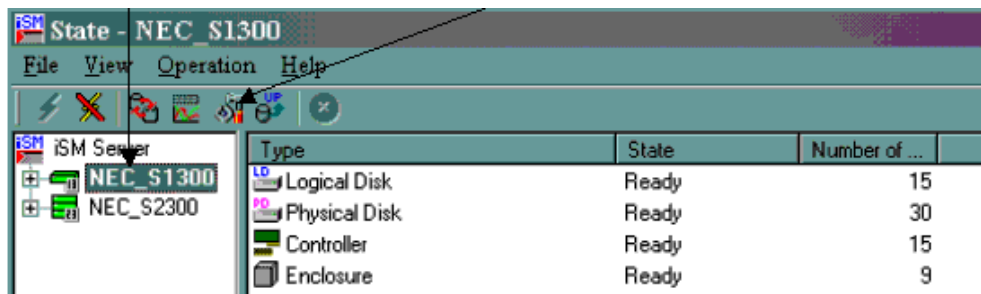 iSM State - NEC_S1300
File View Operation Help
UP
iSM iSM Server
Type State Number of ...
NEC_S1300
NEC_S2300
LD Logical Disk Ready 15
PD Physical Disk Ready 30
Controller Ready 15
Enclosure Ready 9